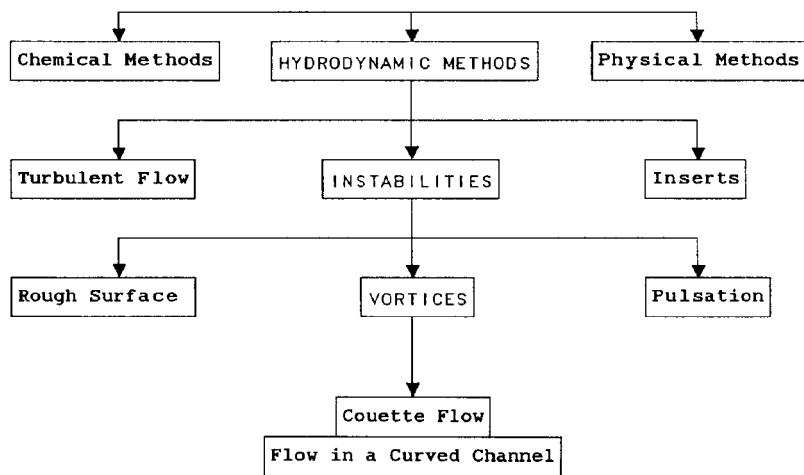 Chemical Methods
HYDRODYNAMIC METHODS
Physical Methods
Turbulent Flow
INSTABILITIES
Inserts
Rough Surface
VORTICES
Pulsation
Couette Flow
Flow in a Curved Channel